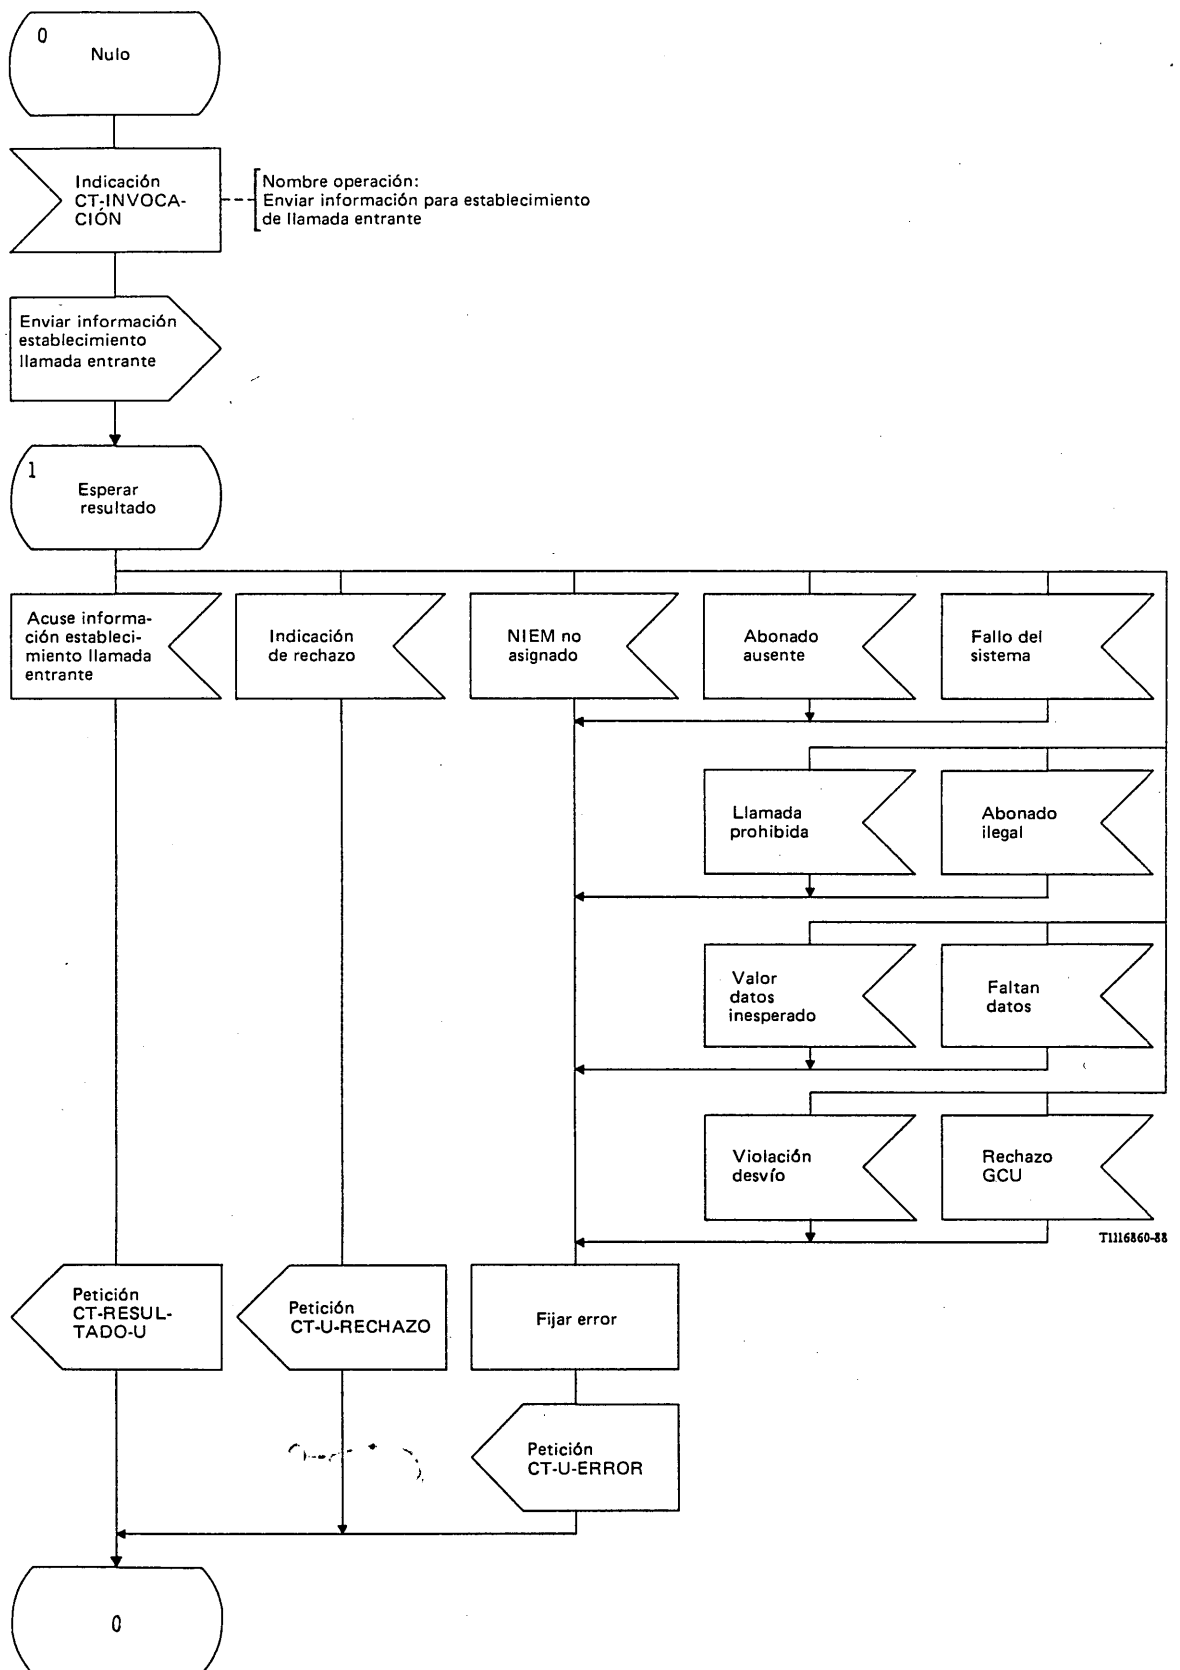 0
Nulo
Indicación
CT-INVOCA-
CIÓN
Nombre operación:
Enviar información para establecimiento
de llamada entrante
Enviar información
establecimiento
llamada entrante
1
Esperar
resultado
Acuse informa-
ción estableci-
miento llamada
entrante
Indicación
de rechazo
NIEM no
asignado
Abonado
ausente
Fallo del
sistema
Llamada
prohibida
Abonado
ilegal
Valor
datos
inesperado
Faltan
datos
Violación
desvío
Rechazo
GCU
T1116860-88
Petición
CT-RESUL-
TADO-U
Petición
CT-U-RECHAZO
Fijar error
Petición
CT-U-ERROR
0